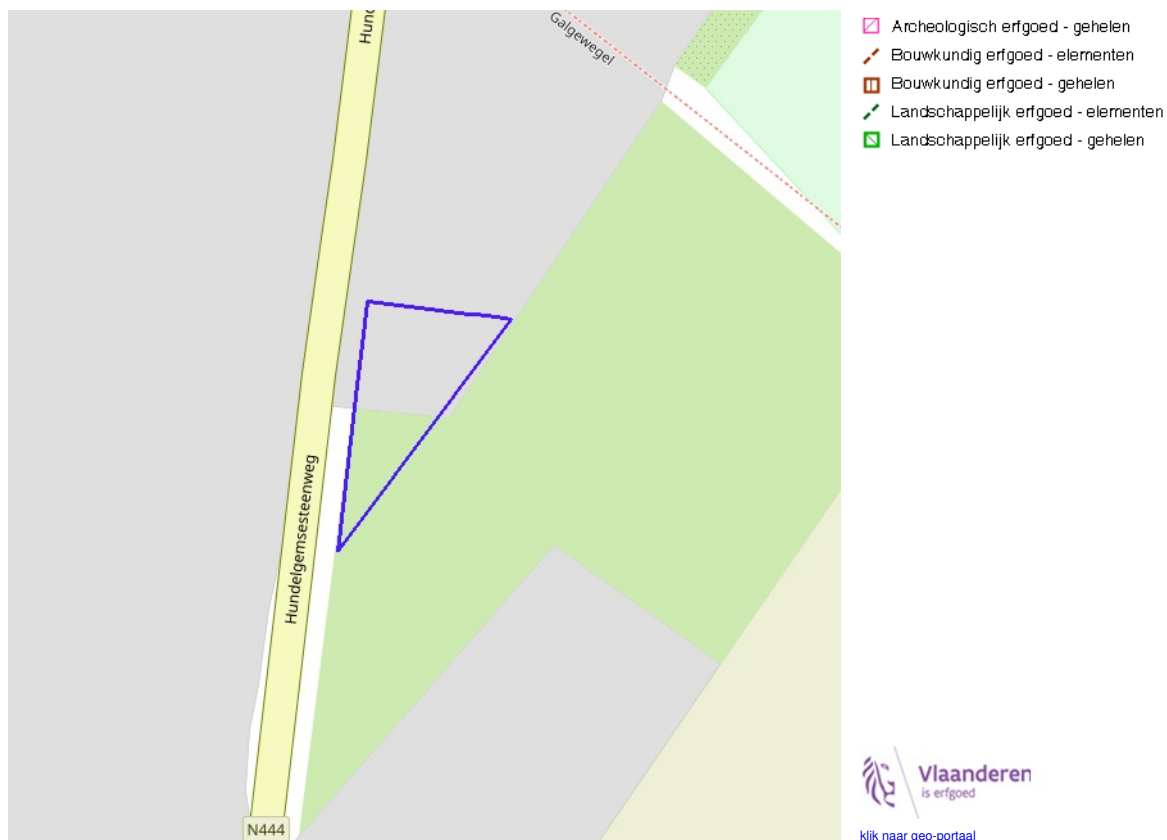 Hund
Galgewegel
Hundelgemsesteenweg
N444
Archeologisch erfgoed - gehelen
Bouwkundig erfgoed - elementen
Bouwkundig erfgoed - gehelen
Landschappelijk erfgoed - elementen
Landschappelijk erfgoed - gehelen
Vlaanderen
is erfgoed
klik naar geo-portaal